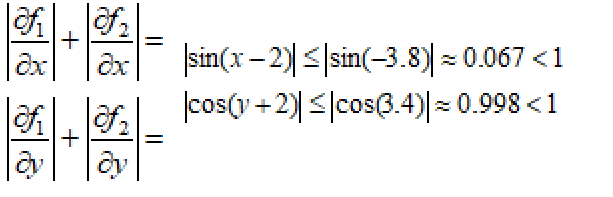 |∂f₁/∂x| + |∂f₂/∂x| = |sin(x − 2)| ≤ |sin(−3.8)| ≈ 0.067 < 1
|∂f₁/∂y| + |∂f₂/∂y| = |cos(y + 2)| ≤ |cos(3.4)| ≈ 0.998 < 1